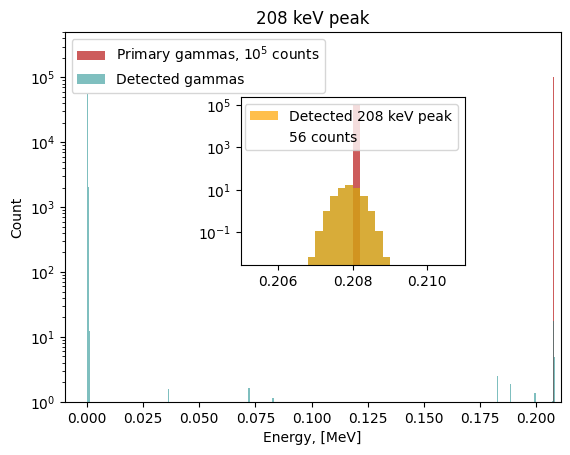 208 keV peak
Primary gammas, 10⁵ counts
Detected gammas
Detected 208 keV peak
56 counts
10⁵
10³
10¹
10⁻¹
0.206 0.208 0.210
10⁵
10⁴
10³
10²
10¹
10⁰
Count
0.000 0.025 0.050 0.075 0.100 0.125 0.150 0.175 0.200
Energy, [MeV]